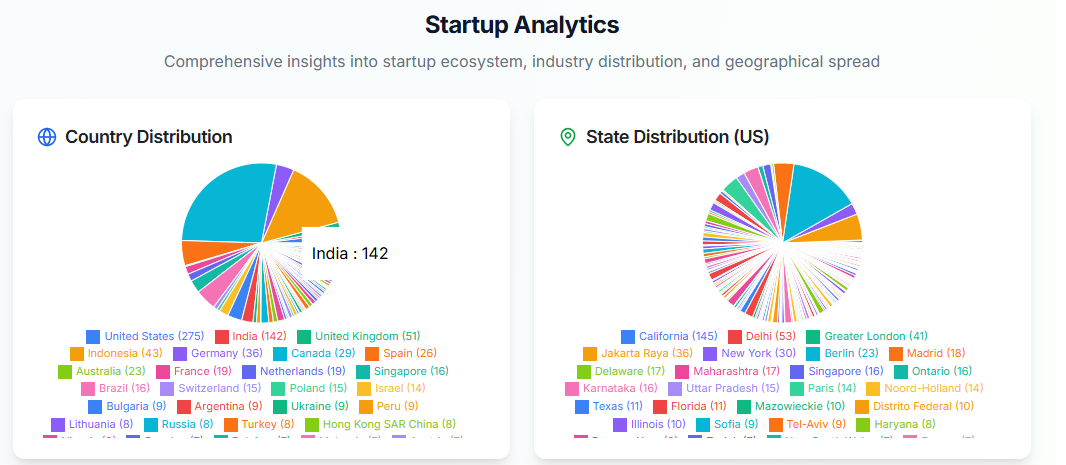 Startup Analytics
Comprehensive insights into startup ecosystem, industry distribution, and geographical spread
Country Distribution
India : 142
United States (275) India (142) United Kingdom (51)
Indonesia (43) Germany (36) Canada (29) Spain (26)
Australia (23) France (19) Netherlands (19) Singapore (16)
Brazil (16) Switzerland (15) Poland (15) Israel (14)
Bulgaria (9) Argentina (9) Ukraine (9) Peru (9)
Lithuania (8) Russia (8) Turkey (8) Hong Kong SAR China (8)
State Distribution (US)
California (145) Delhi (53) Greater London (41)
Jakarta Raya (36) New York (30) Berlin (23) Madrid (18)
Delaware (17) Maharashtra (17) Singapore (16) Ontario (16)
Karnataka (16) Uttar Pradesh (15) Paris (14) Noord-Holland (14)
Texas (11) Florida (11) Mazowieckie (10) Distrito Federal (10)
Illinois (10) Sofia (9) Tel-Aviv (9) Haryana (8)